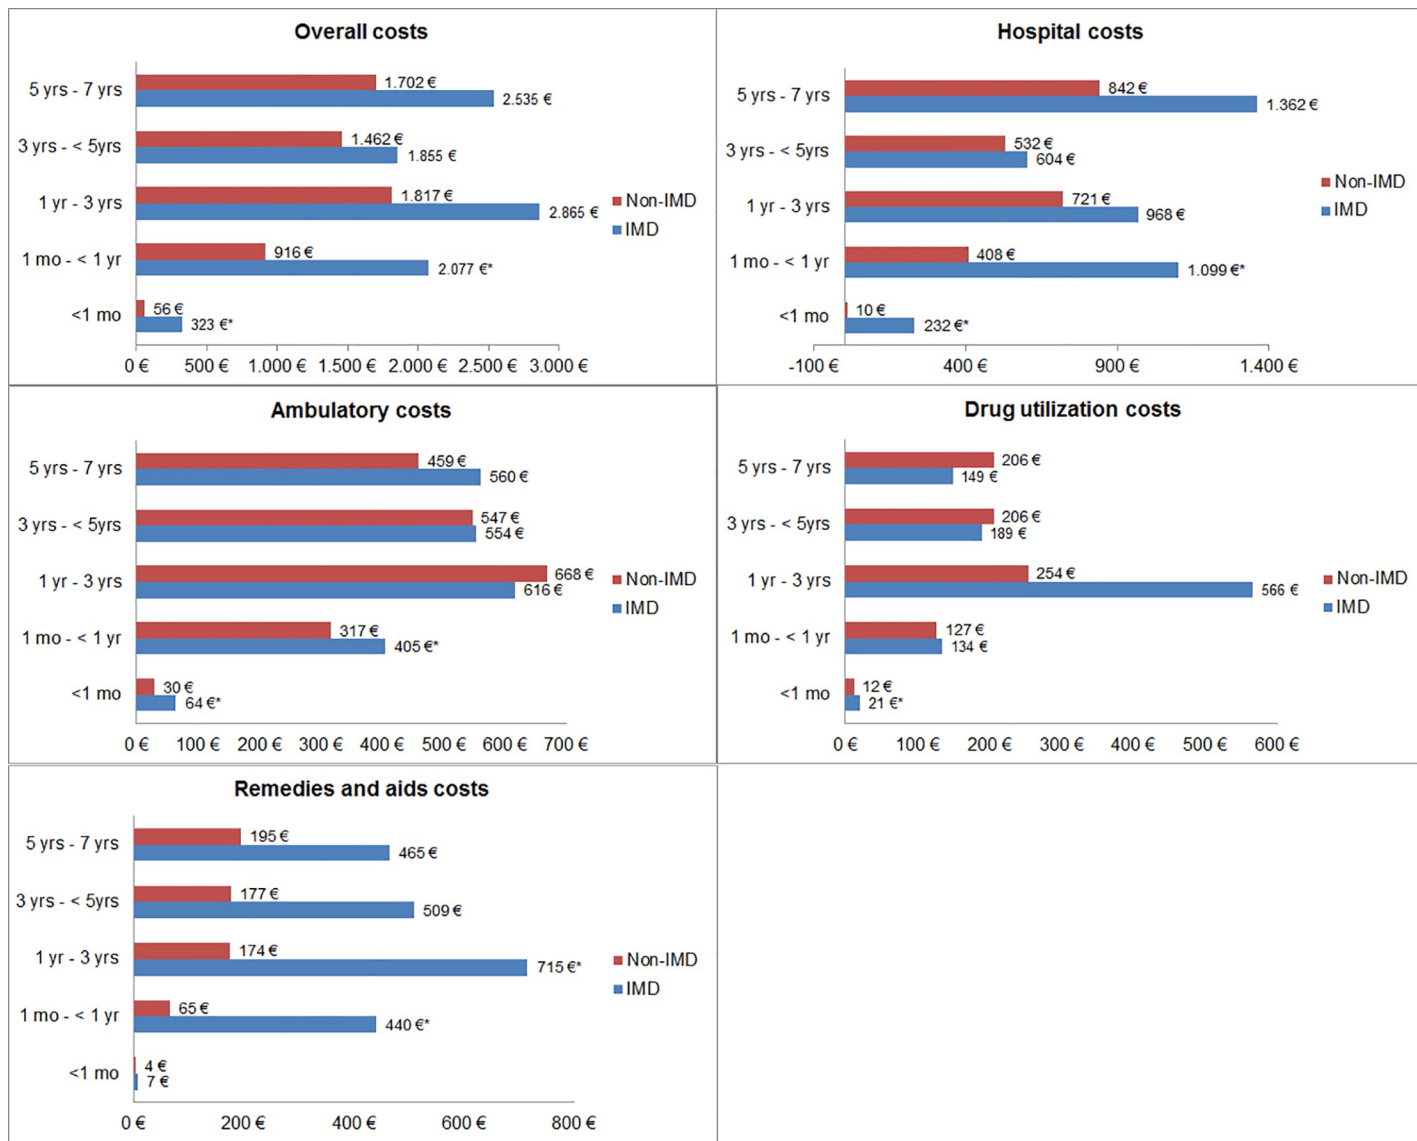 Overall costs
5 yrs - 7 yrs
1.702 €
2.535 €
3 yrs - < 5yrs
1.462 €
1.855 €
1 yr - 3 yrs
1.817 €
2.865 €
1 mo - < 1 yr
916 €
2.077 €*
<1 mo
56 €
323 €*
Non-IMD
IMD
0 € 500 € 1.000 € 1.500 € 2.000 € 2.500 € 3.000 €
Hospital costs
5 yrs - 7 yrs
842 €
1.362 €
3 yrs - < 5yrs
532 €
604 €
1 yr - 3 yrs
721 €
968 €
1 mo - < 1 yr
408 €
1.099 €*
<1 mo
10 €
232 €*
Non-IMD
IMD
-100 € 400 € 900 € 1.400 €
Ambulatory costs
5 yrs - 7 yrs
459 €
560 €
3 yrs - < 5yrs
547 €
554 €
1 yr - 3 yrs
668 €
616 €
1 mo - < 1 yr
317 €
405 €*
<1 mo
30 €
64 €*
Non-IMD
IMD
0 € 100 € 200 € 300 € 400 € 500 € 600 € 700 €
Drug utilization costs
5 yrs - 7 yrs
206 €
149 €
3 yrs - < 5yrs
206 €
189 €
1 yr - 3 yrs
254 €
566 €
1 mo - < 1 yr
127 €
134 €
<1 mo
12 €
21 €*
Non-IMD
IMD
0 € 100 € 200 € 300 € 400 € 500 € 600 €
Remedies and aids costs
5 yrs - 7 yrs
195 €
465 €
3 yrs - < 5yrs
177 €
509 €
1 yr - 3 yrs
174 €
715 €*
1 mo - < 1 yr
65 €
440 €*
<1 mo
4 €
7 €
Non-IMD
IMD
0 € 200 € 400 € 600 € 800 €